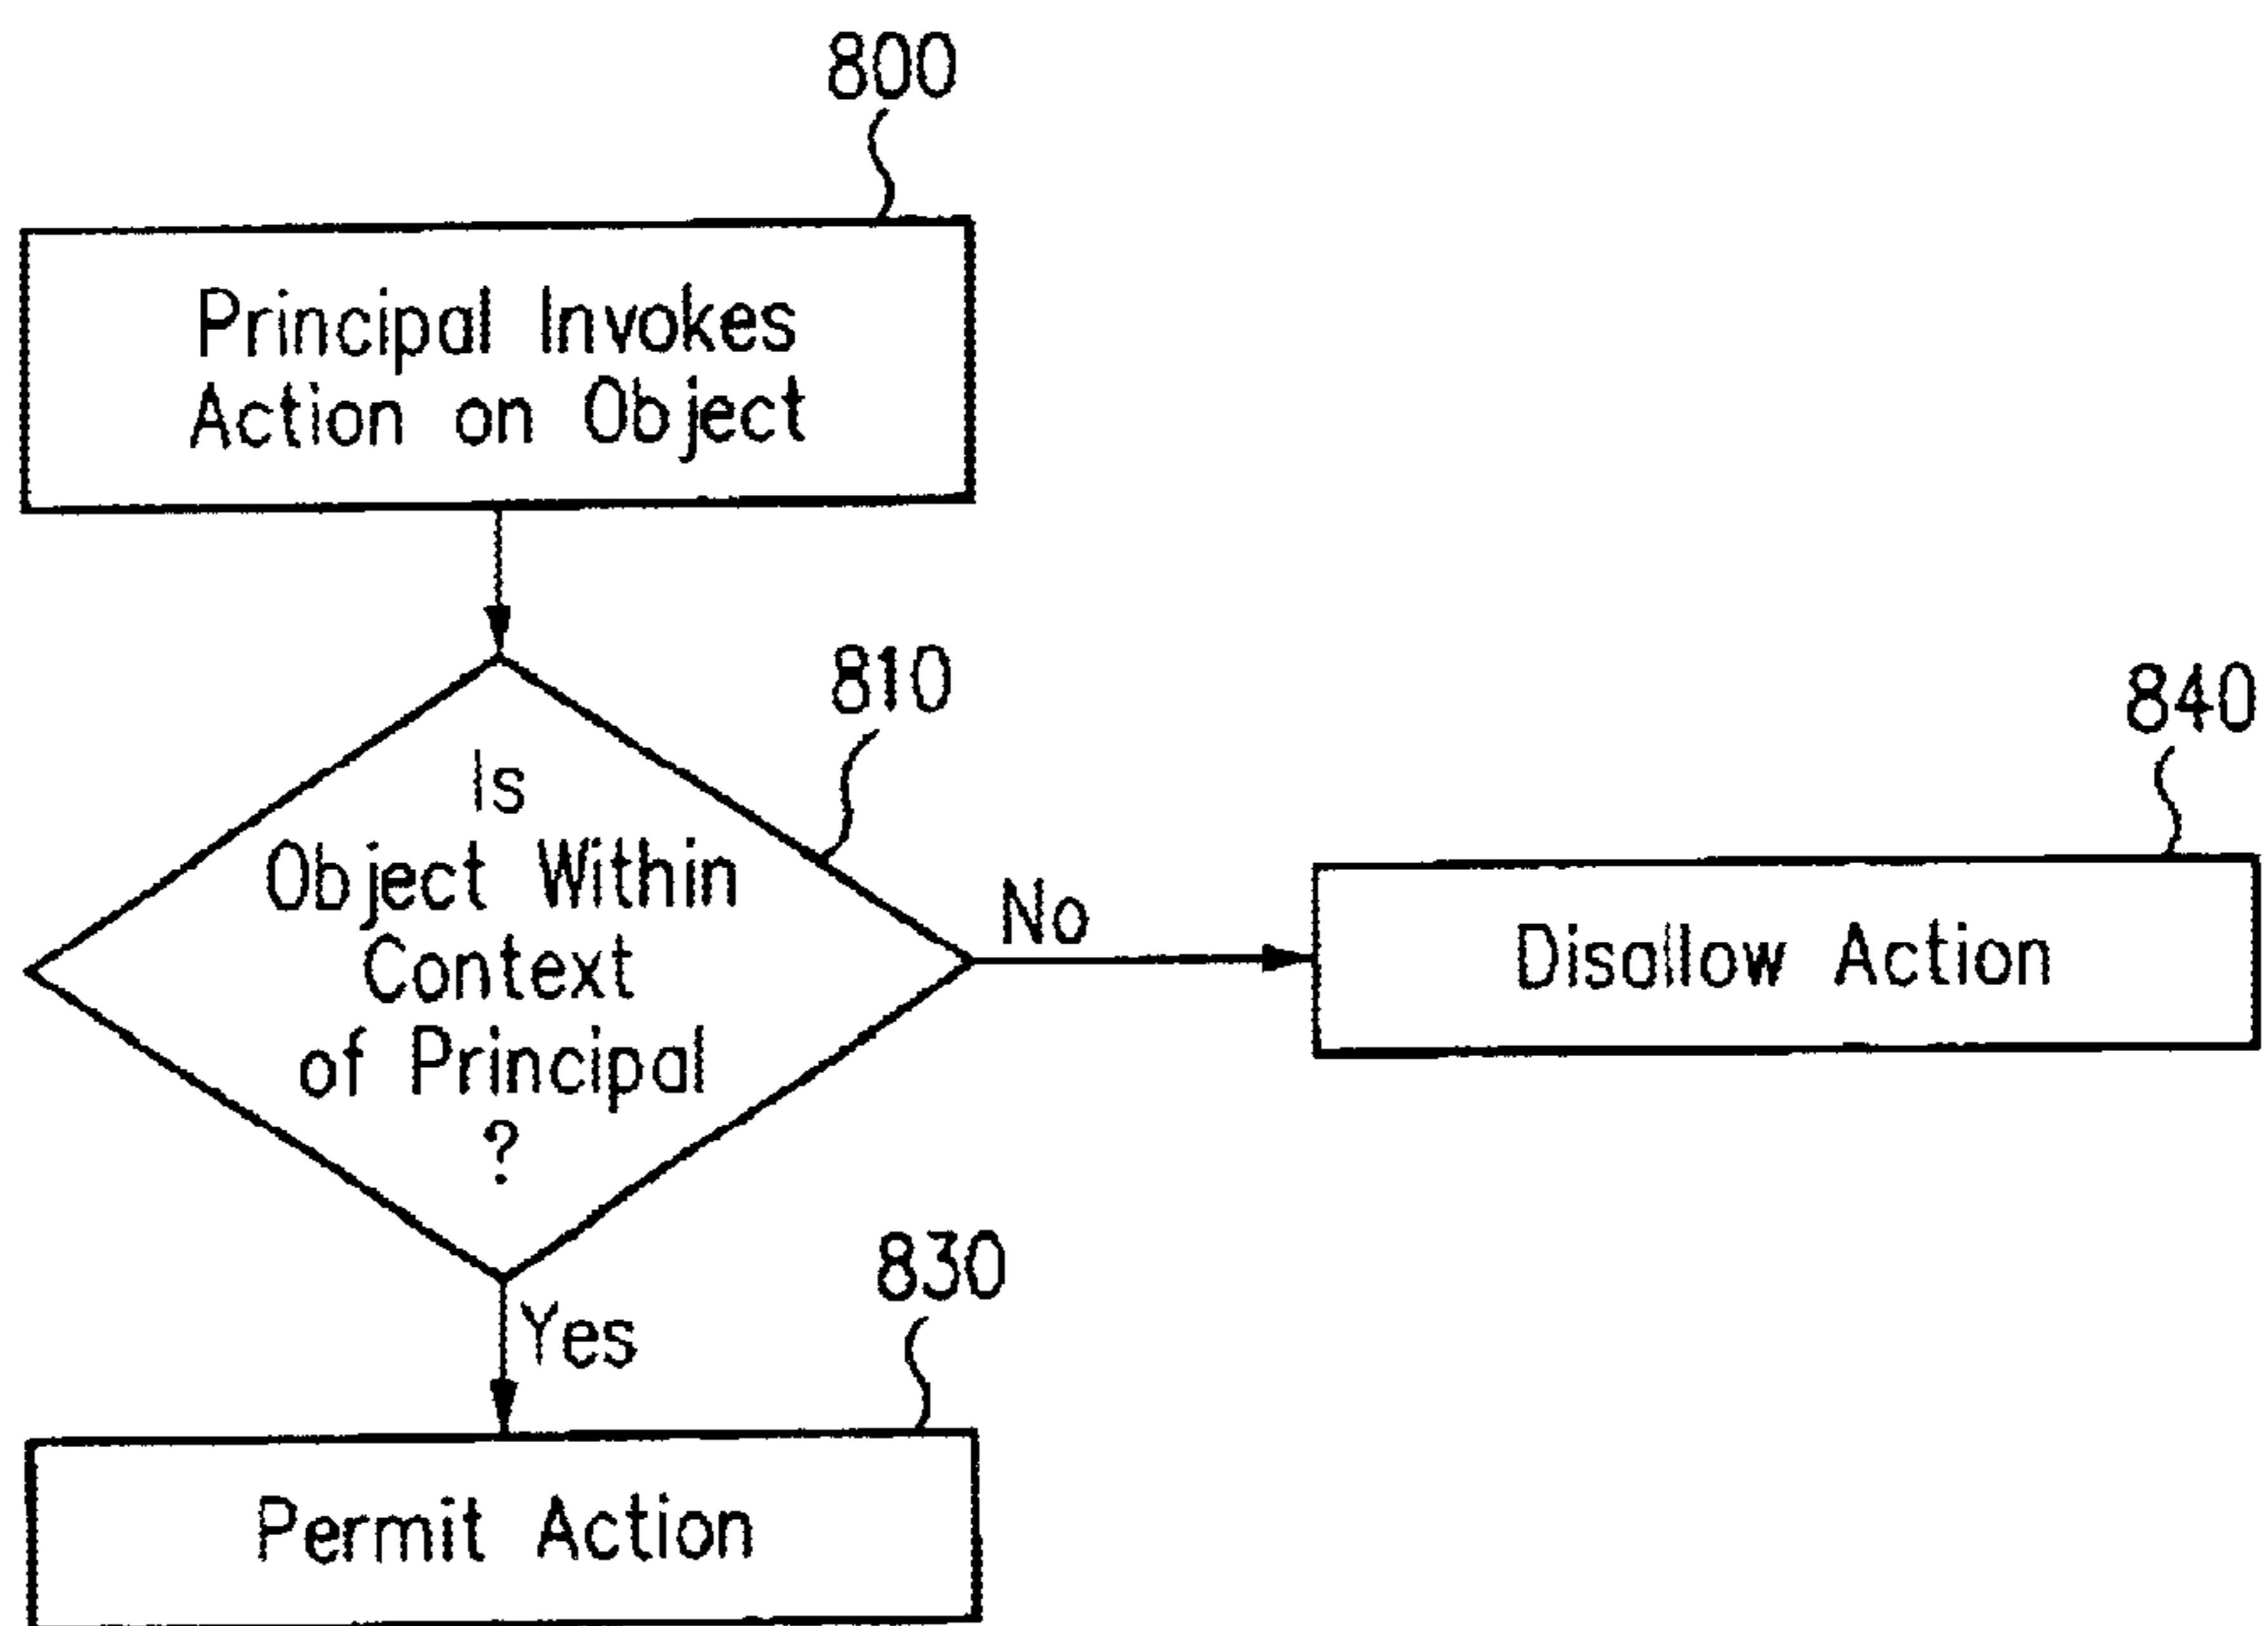 800
Principal Invokes
Action on Object
810
Is
Object Within
Context
of Principal
?
No
840
Disallow Action
Yes
830
Permit Action